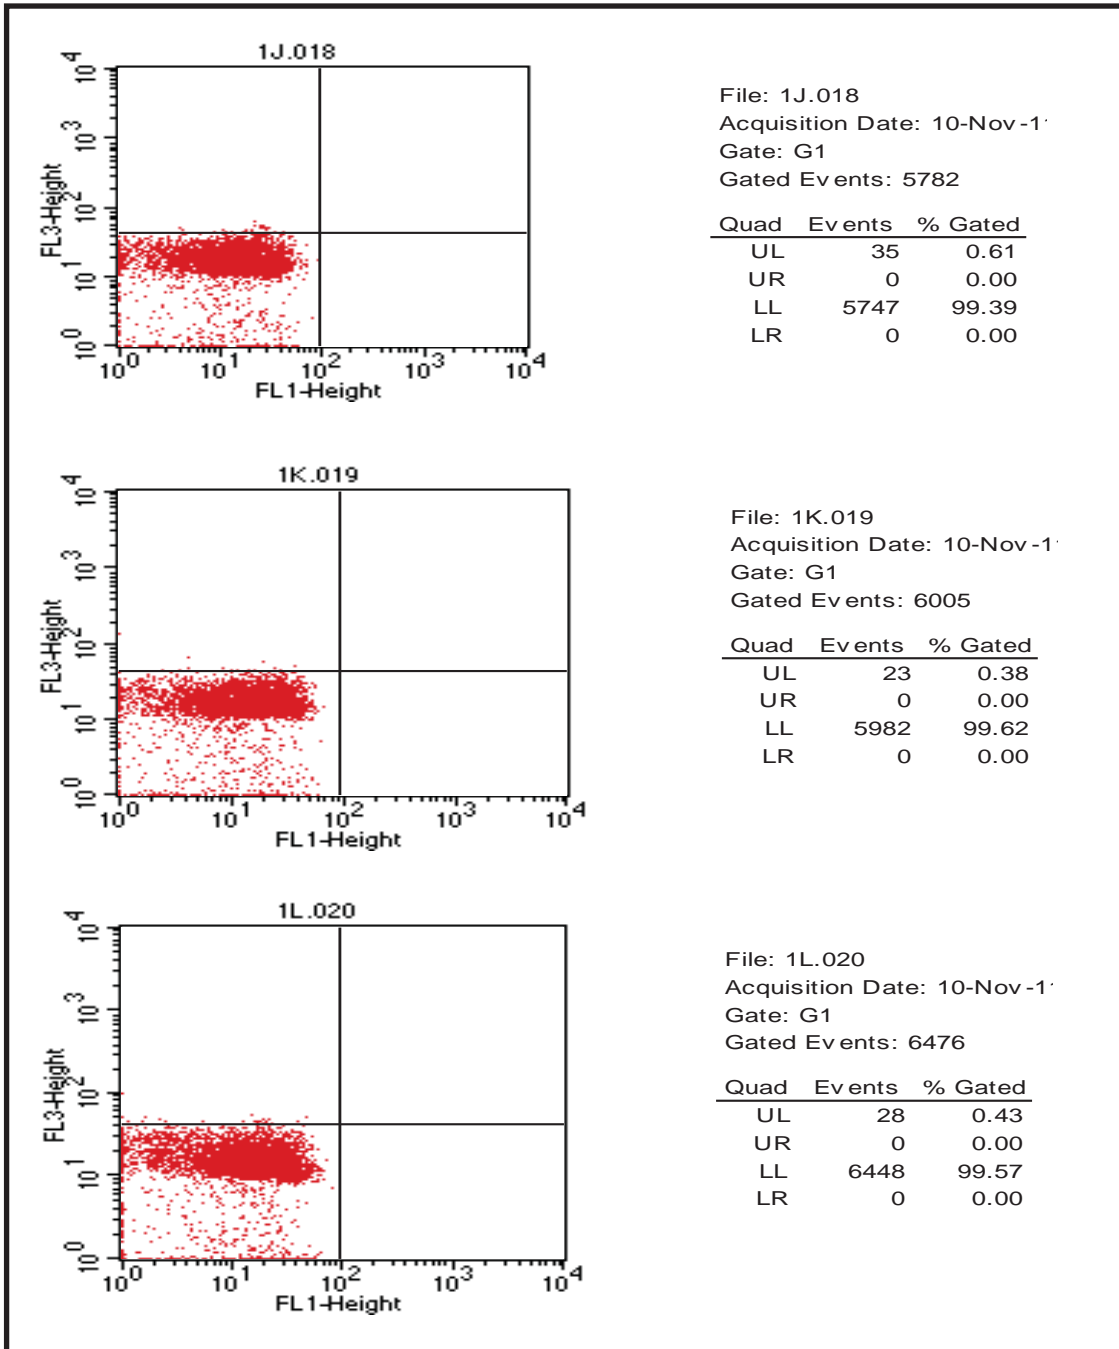 1J.018
10^4
10^3
10^2
10^1
10^0
FL3-Height
10^0 10^1 10^2 10^3 10^4
FL1-Height
File: 1J.018
Acquisition Date: 10-Nov-1
Gate: G1
Gated Events: 5782
Quad Events % Gated
UL 35 0.61
UR 0 0.00
LL 5747 99.39
LR 0 0.00
1K.019
10^4
10^3
10^2
10^1
10^0
FL3-Height
10^0 10^1 10^2 10^3 10^4
FL1-Height
File: 1K.019
Acquisition Date: 10-Nov-1
Gate: G1
Gated Events: 6005
Quad Events % Gated
UL 23 0.38
UR 0 0.00
LL 5982 99.62
LR 0 0.00
1L.020
10^4
10^3
10^2
10^1
10^0
FL3-Height
10^0 10^1 10^2 10^3 10^4
FL1-Height
File: 1L.020
Acquisition Date: 10-Nov-1
Gate: G1
Gated Events: 6476
Quad Events % Gated
UL 28 0.43
UR 0 0.00
LL 6448 99.57
LR 0 0.00